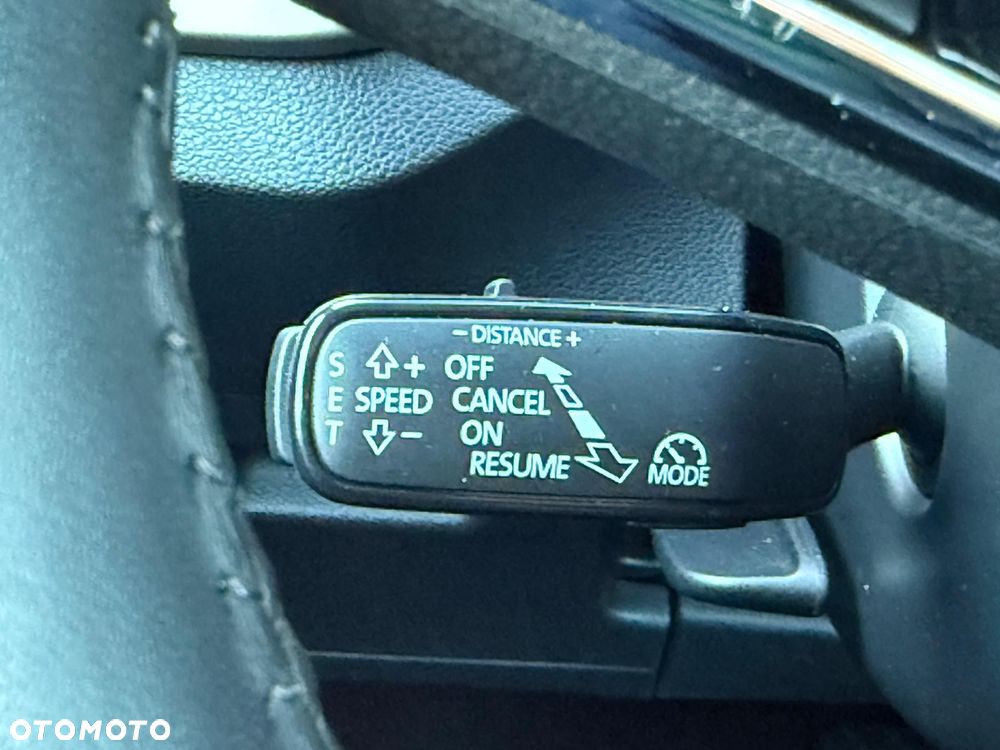 − DISTANCE +
S + OFF
E SPEED CANCEL
T − ON
RESUME
MODE
OTOMOTO